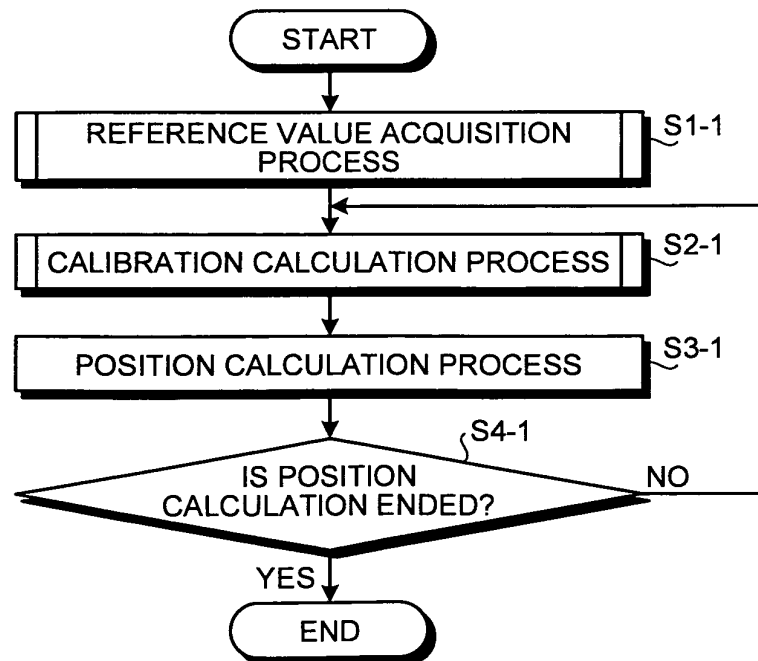 START
REFERENCE VALUE ACQUISITION
PROCESS
S1-1
CALIBRATION CALCULATION PROCESS
S2-1
POSITION CALCULATION PROCESS
S3-1
S4-1
IS POSITION
CALCULATION ENDED?
NO
YES
END